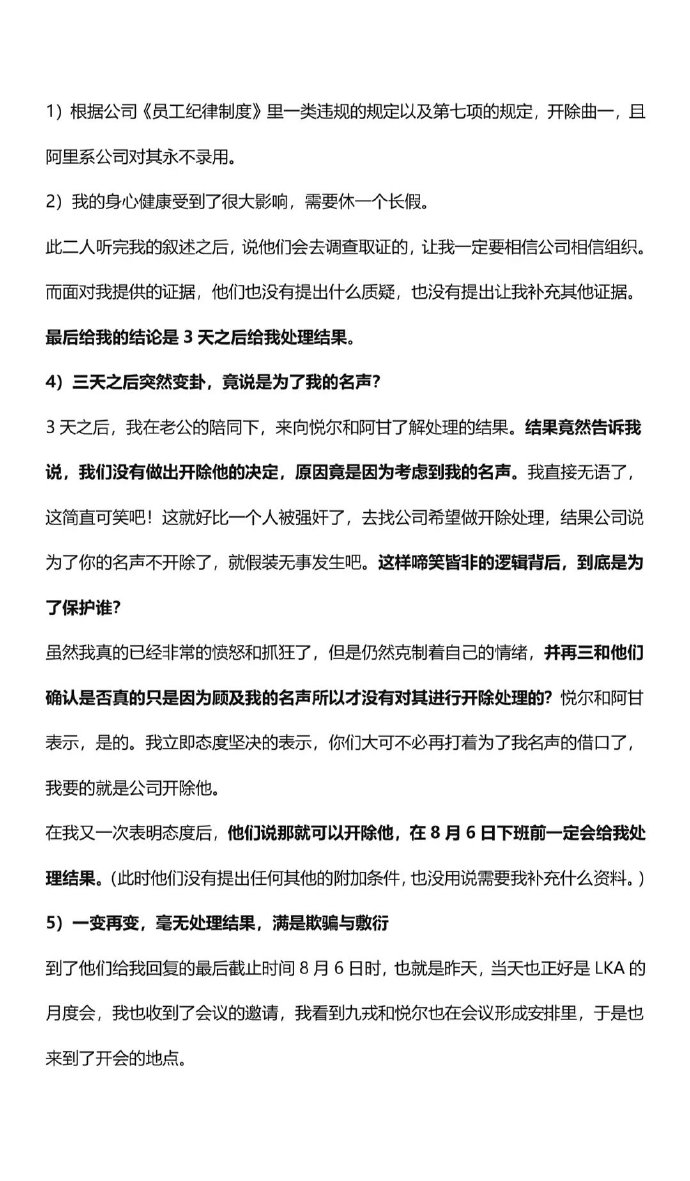 1）根据公司《员工纪律制度》里一类违规的规定以及第七项的规定，开除曲一，且
阿里系公司对其永不录用。
2）我的身心健康受到了很大影响，需要休一个长假。
此二人听完我的叙述之后，说他们会去调查取证的，让我一定要相信公司相信组织。
而面对我提供的证据，他们也没有提出什么质疑，也没有提出让我补充其他证据。
最后给我的结论是 3 天之后给我处理结果。
4）三天之后突然变卦，竟说是为了我的名声？
3 天之后，我在老公的陪同下，来向悦尔和阿甘了解处理的结果。结果竟然告诉我
说，我们没有做出开除他的决定，原因竟是因为考虑到我的名声。我直接无语了，
这简直可笑吧！这就好比一个人被强奸了，去找公司希望做开除处理，结果公司说
为了你的名声不开除了，就假装无事发生吧。这样啼笑皆非的逻辑背后，到底是为
了保护谁？
虽然我真的已经非常的愤怒和抓狂了，但是仍然克制着自己的情绪，并再三和他们
确认是否真的只是因为顾及我的名声所以才没有对其进行开除处理的？悦尔和阿甘
表示，是的。我立即态度坚决的表示，你们大可不必再打着为了我名声的借口了，
我要的就是公司开除他。
在我又一次表明态度后，他们说那就可以开除他，在 8 月 6 日下班前一定会给我处
理结果。（此时他们没有提出任何其他的附加条件，也没用说需要我补充什么资料。）
5）一变再变，毫无处理结果，满是欺骗与敷衍
到了他们给我回复的最后截止时间 8 月 6 日时，也就是昨天，当天也正好是 LKA 的
月度会，我也收到了会议的邀请，我看到九戎和悦尔也在会议形成安排里，于是也
来到了开会的地点。